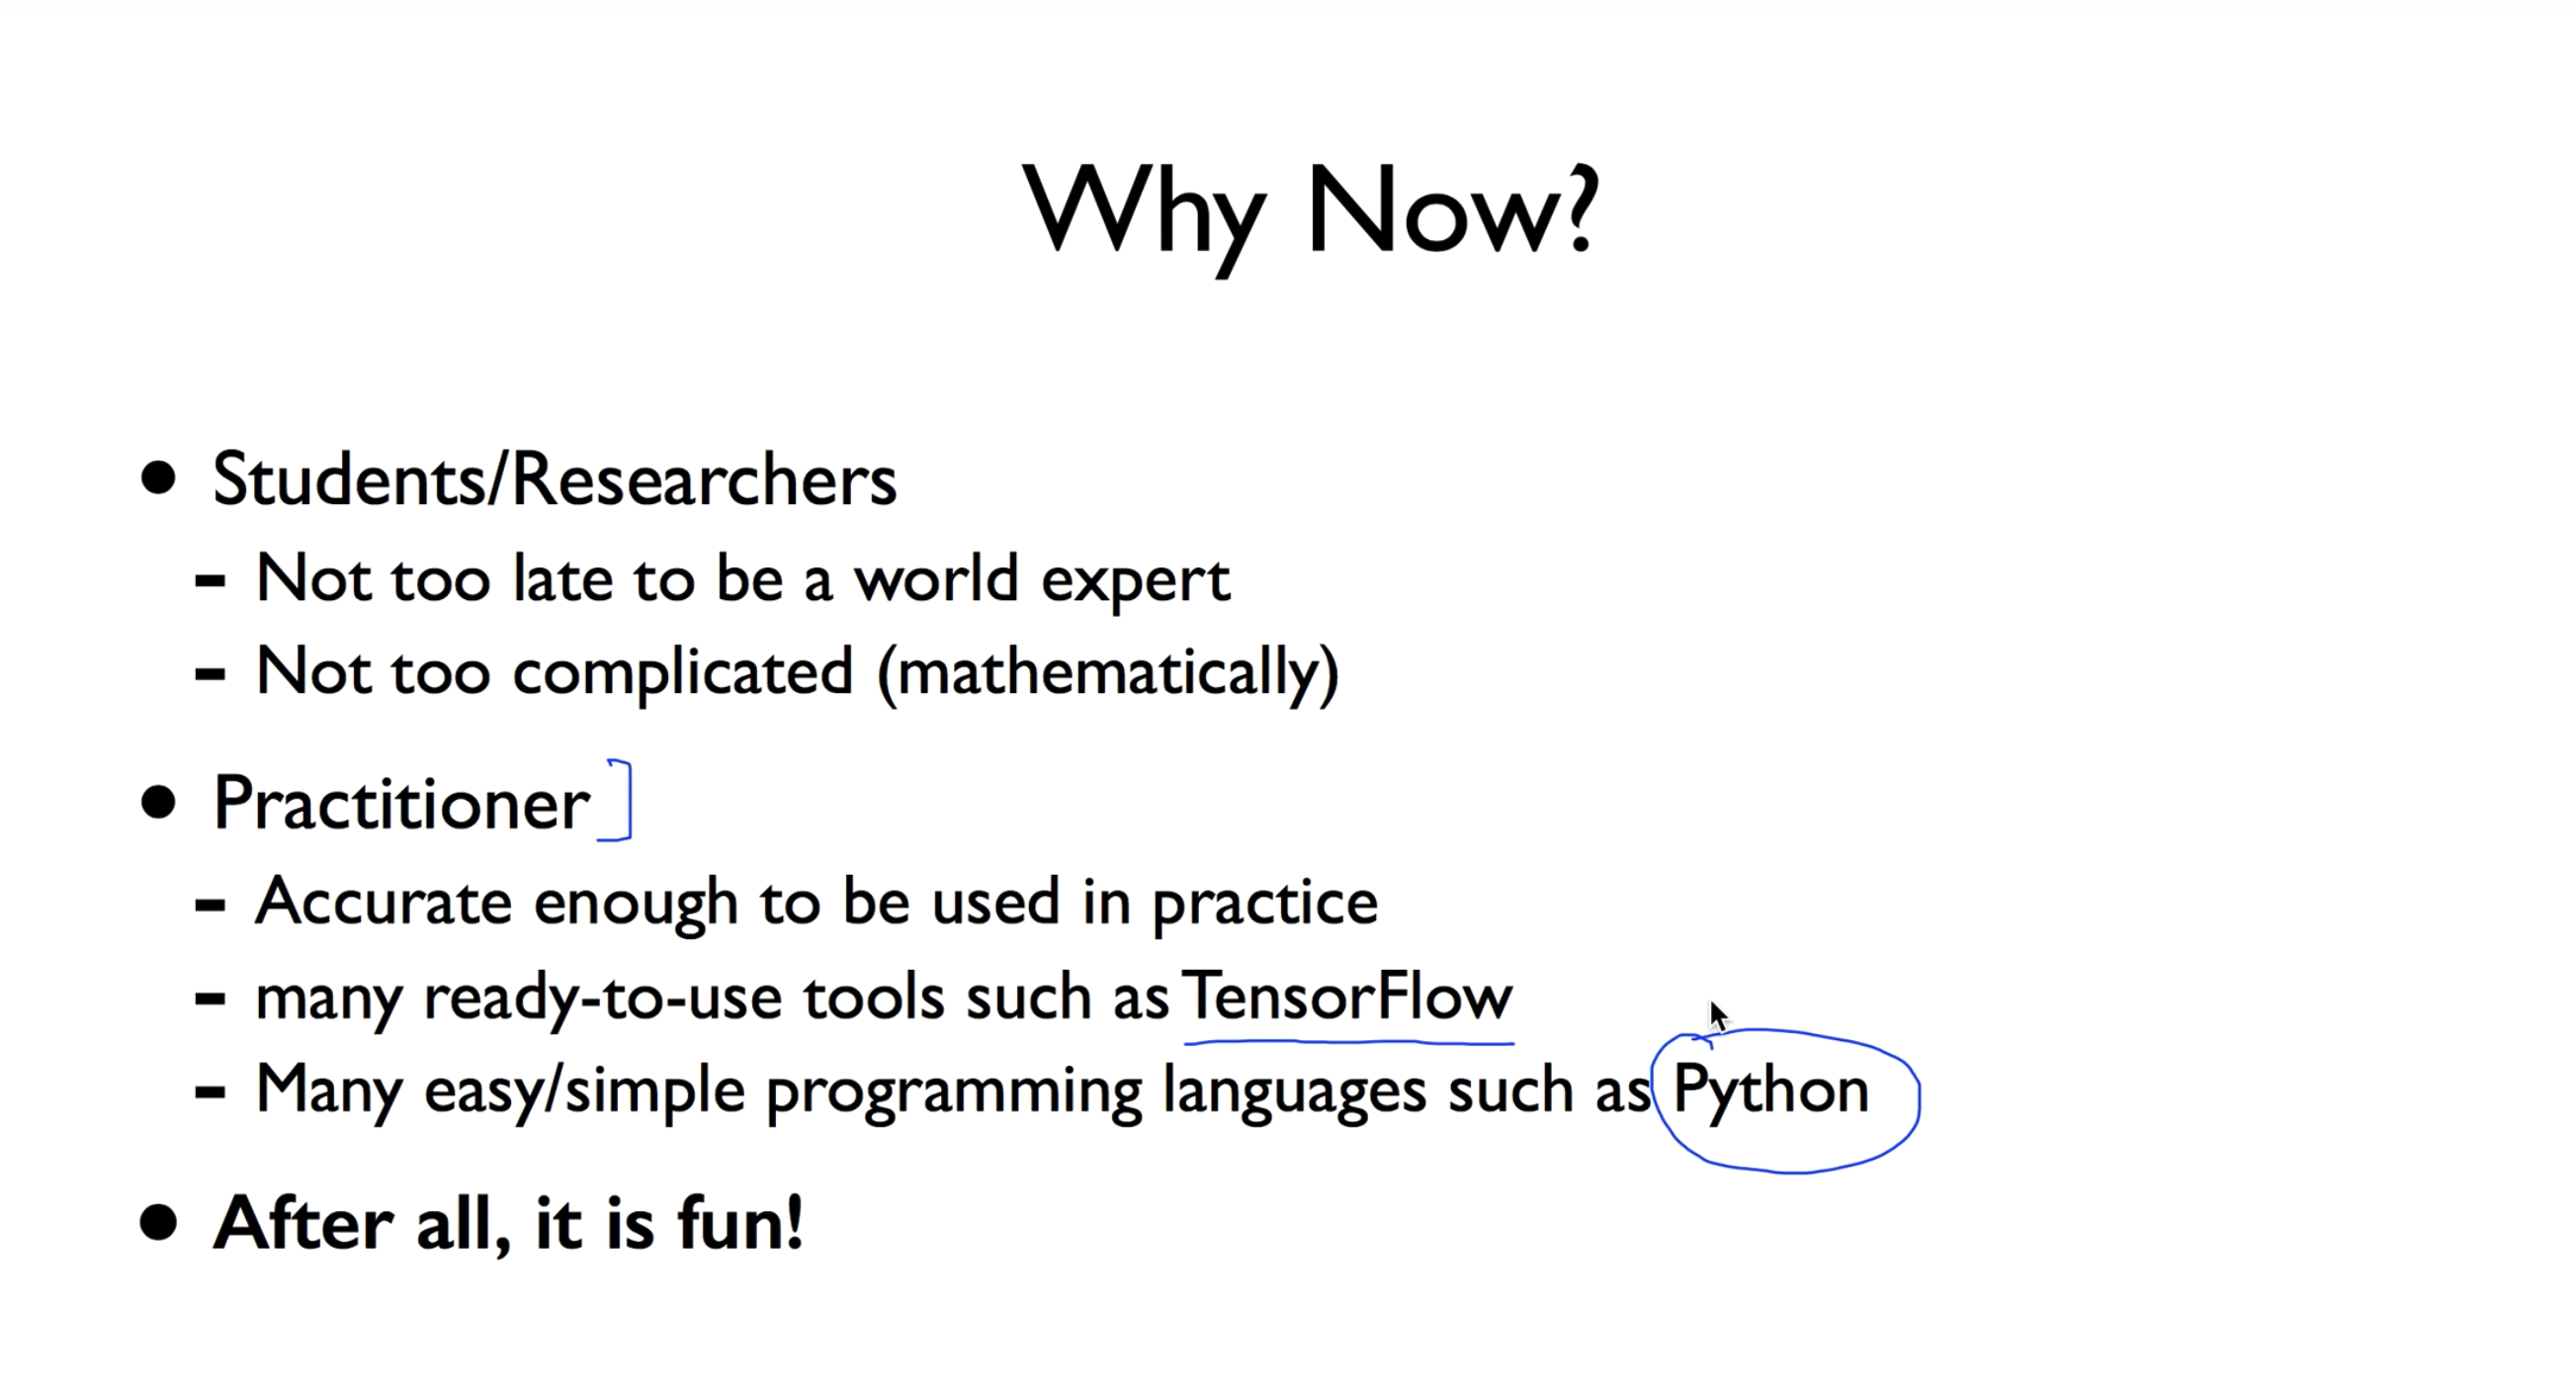 Why Now?
• Students/Researchers
- Not too late to be a world expert
- Not too complicated (mathematically)
• Practitioner ]
- Accurate enough to be used in practice
- many ready-to-use tools such as TensorFlow
- Many easy/simple programming languages such as Python
• After all, it is fun!